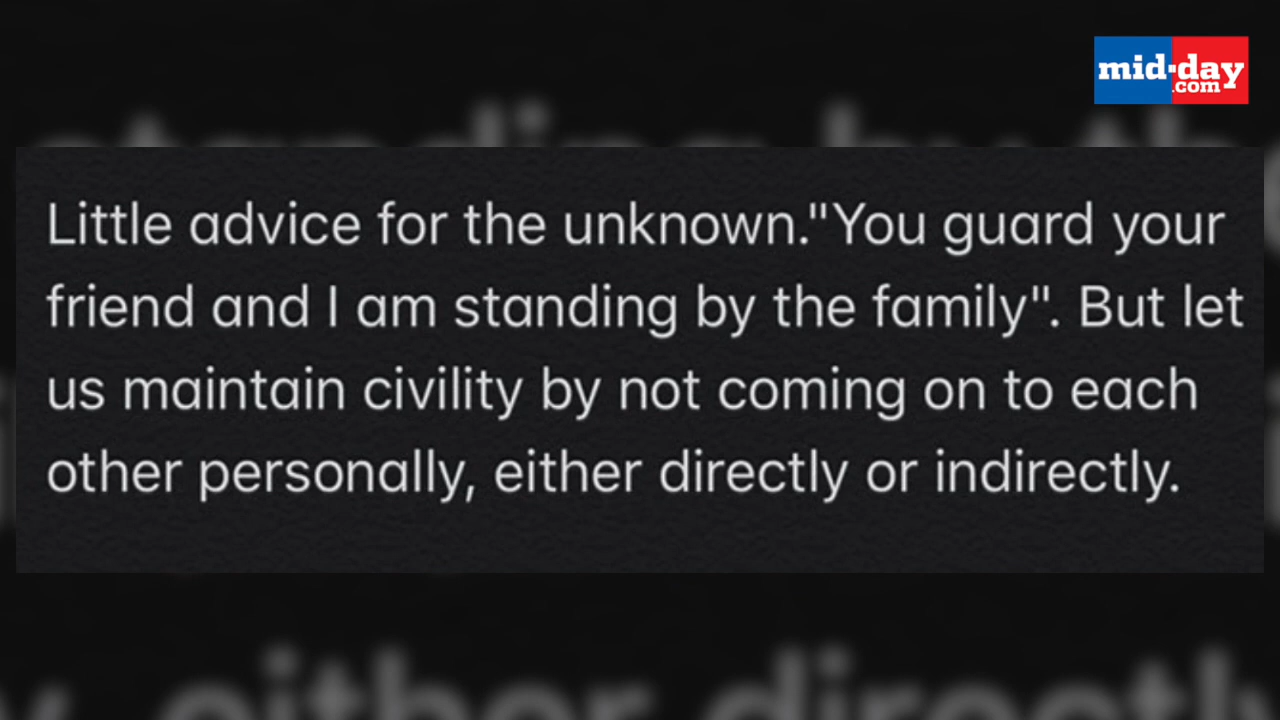 mid-day
.com
Little advice for the unknown."You guard your
friend and I am standing by the family". But let
us maintain civility by not coming on to each
other personally, either directly or indirectly.